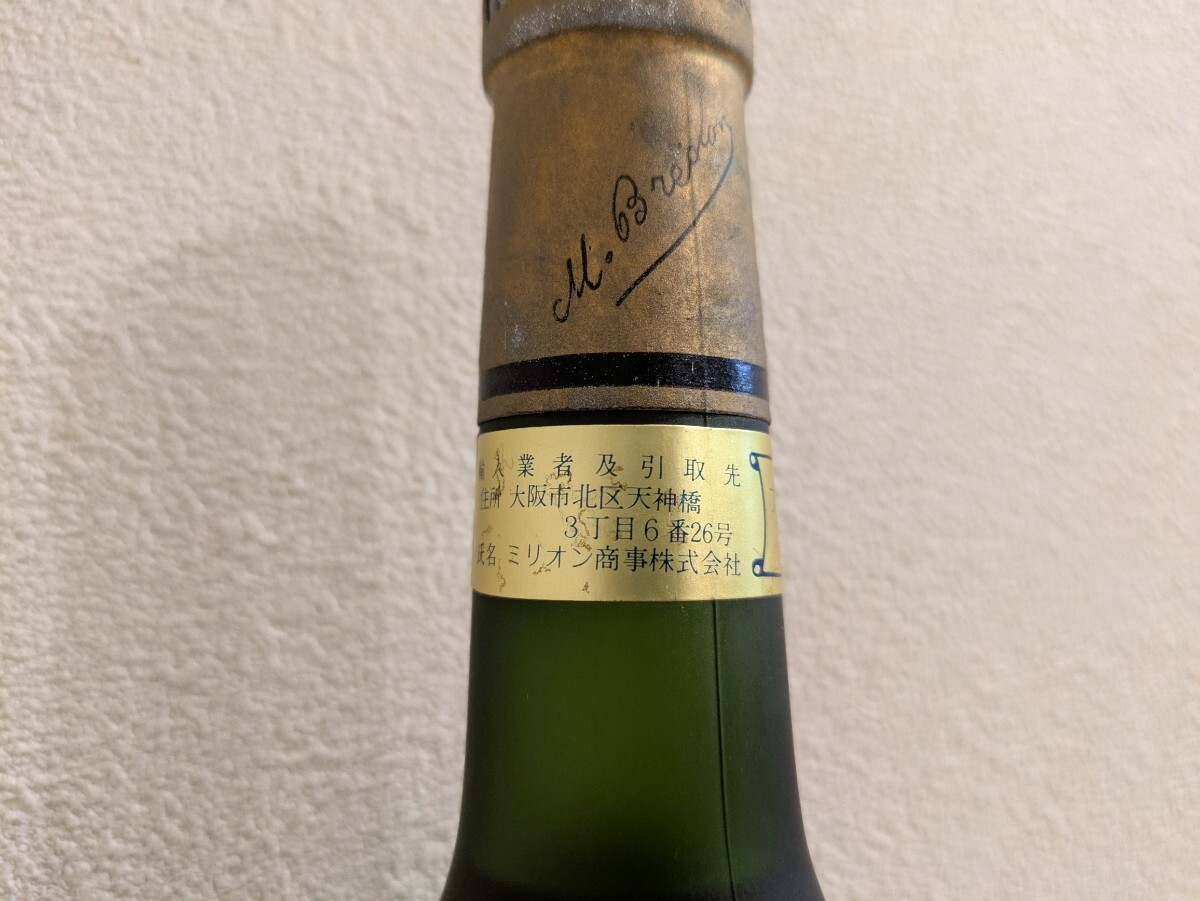 M. Brédon
輸入業者及引取先
住所 大阪市北区天神橋
3丁目6番26号
氏名 ミリオン商事株式会社